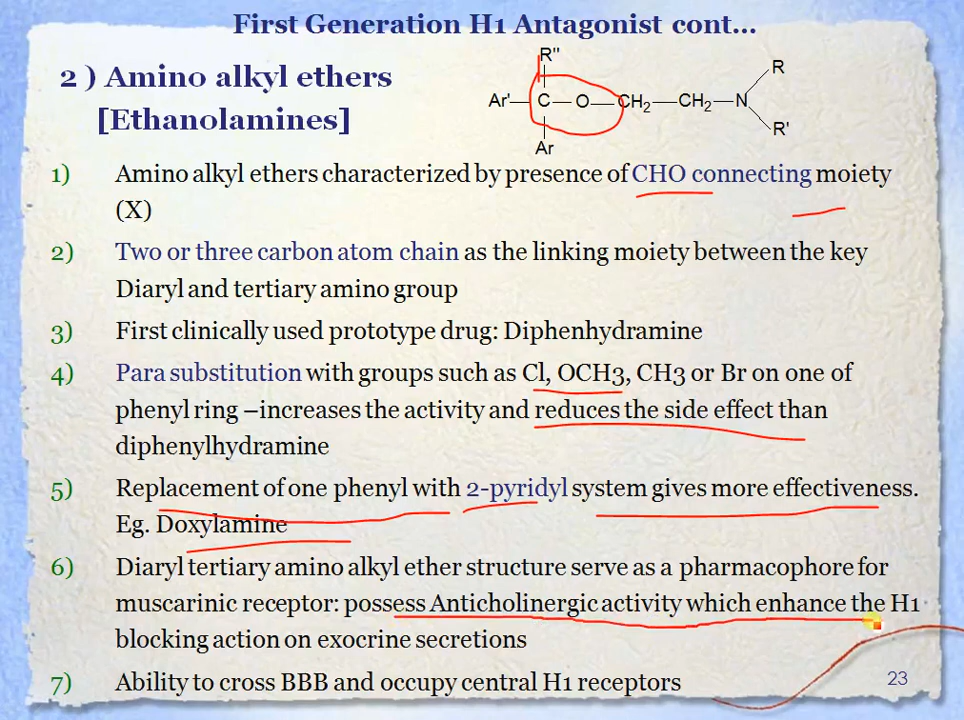 First Generation H1 Antagonist cont...
2 ) Amino alkyl ethers
[Ethanolamines]
R"
Ar'—C—O—CH2—CH2—N
R
R'
Ar
1) Amino alkyl ethers characterized by presence of CHO connecting moiety
(X)
2) Two or three carbon atom chain as the linking moiety between the key
Diaryl and tertiary amino group
3) First clinically used prototype drug: Diphenhydramine
4) Para substitution with groups such as Cl, OCH3, CH3 or Br on one of
phenyl ring –increases the activity and reduces the side effect than
diphenylhydramine
5) Replacement of one phenyl with 2-pyridyl system gives more effectiveness.
Eg. Doxylamine
6) Diaryl tertiary amino alkyl ether structure serve as a pharmacophore for
muscarinic receptor: possess Anticholinergic activity which enhance the H1
blocking action on exocrine secretions
7) Ability to cross BBB and occupy central H1 receptors
23